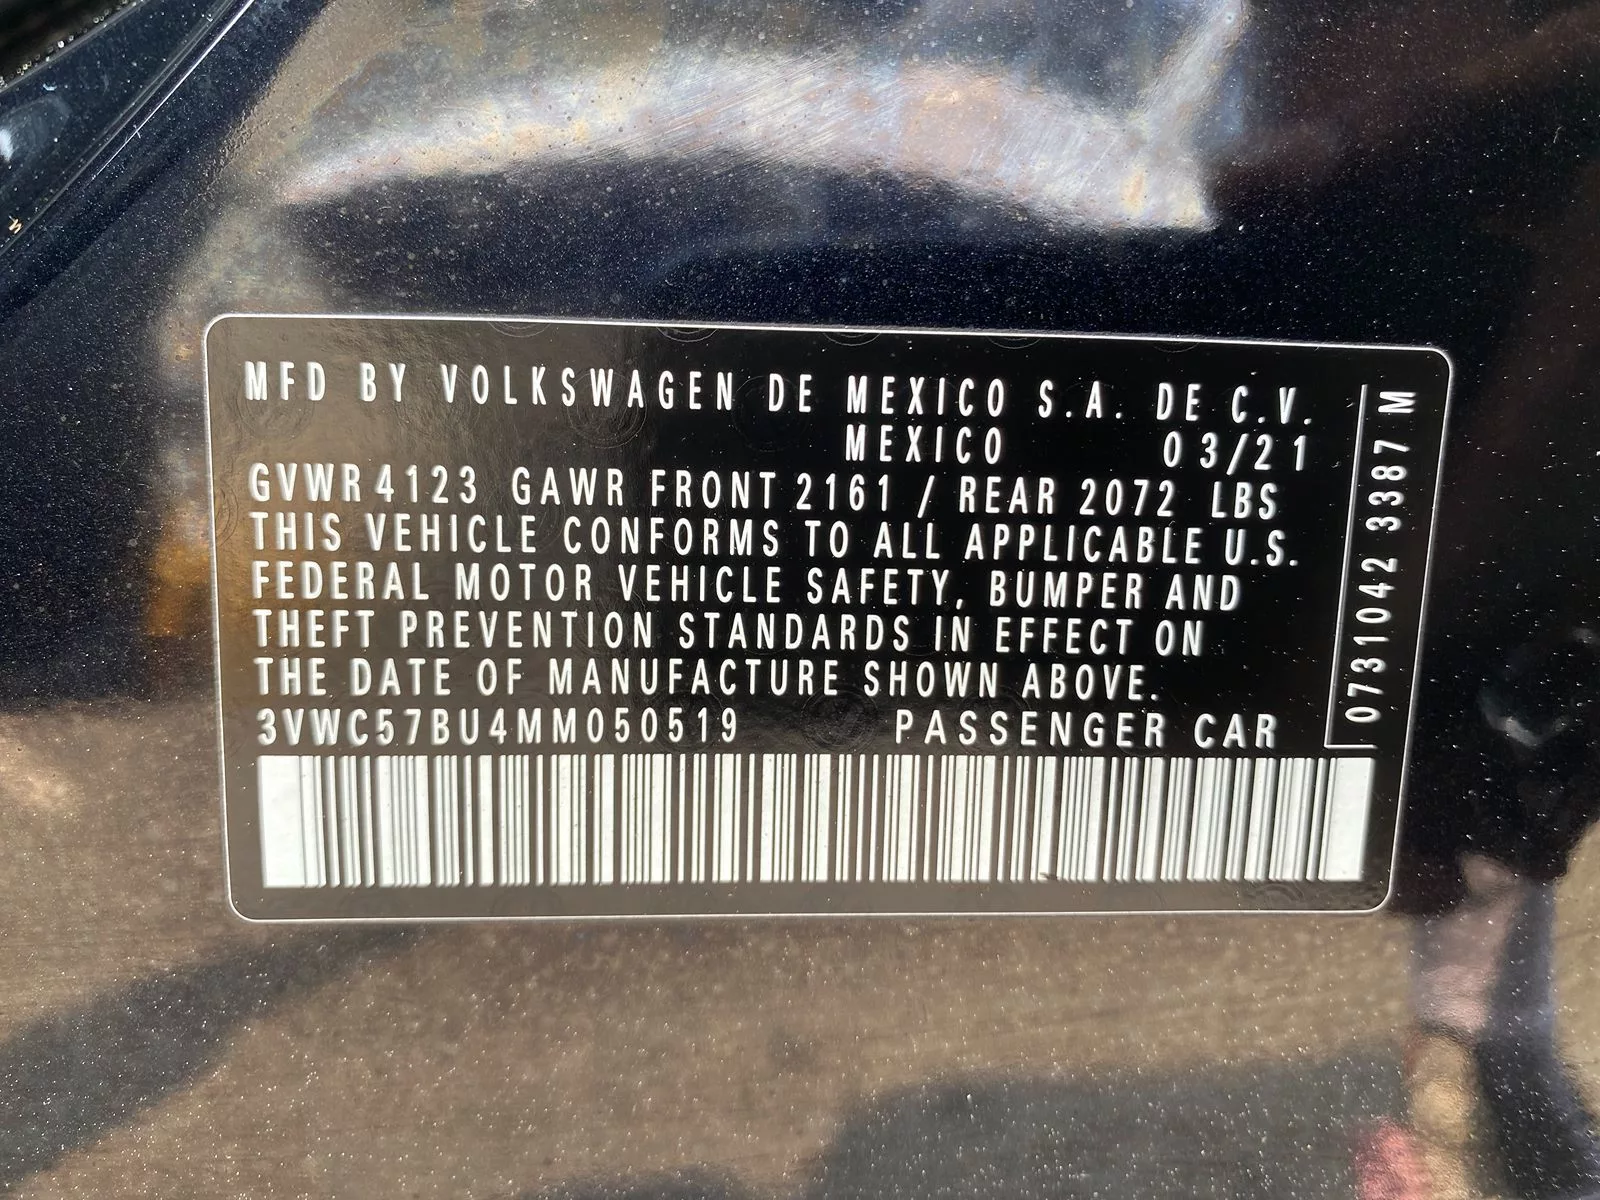 MFD BY VOLKSWAGEN DE MEXICO S.A. DE C.V.
MEXICO 03/21
GVWR 4123 GAWR FRONT 2161 / REAR 2072 LBS
THIS VEHICLE CONFORMS TO ALL APPLICABLE U.S.
FEDERAL MOTOR VEHICLE SAFETY, BUMPER AND
THEFT PREVENTION STANDARDS IN EFFECT ON
THE DATE OF MANUFACTURE SHOWN ABOVE.
3VWC57BU4MM050519 PASSENGER CAR
0731042 3387 M